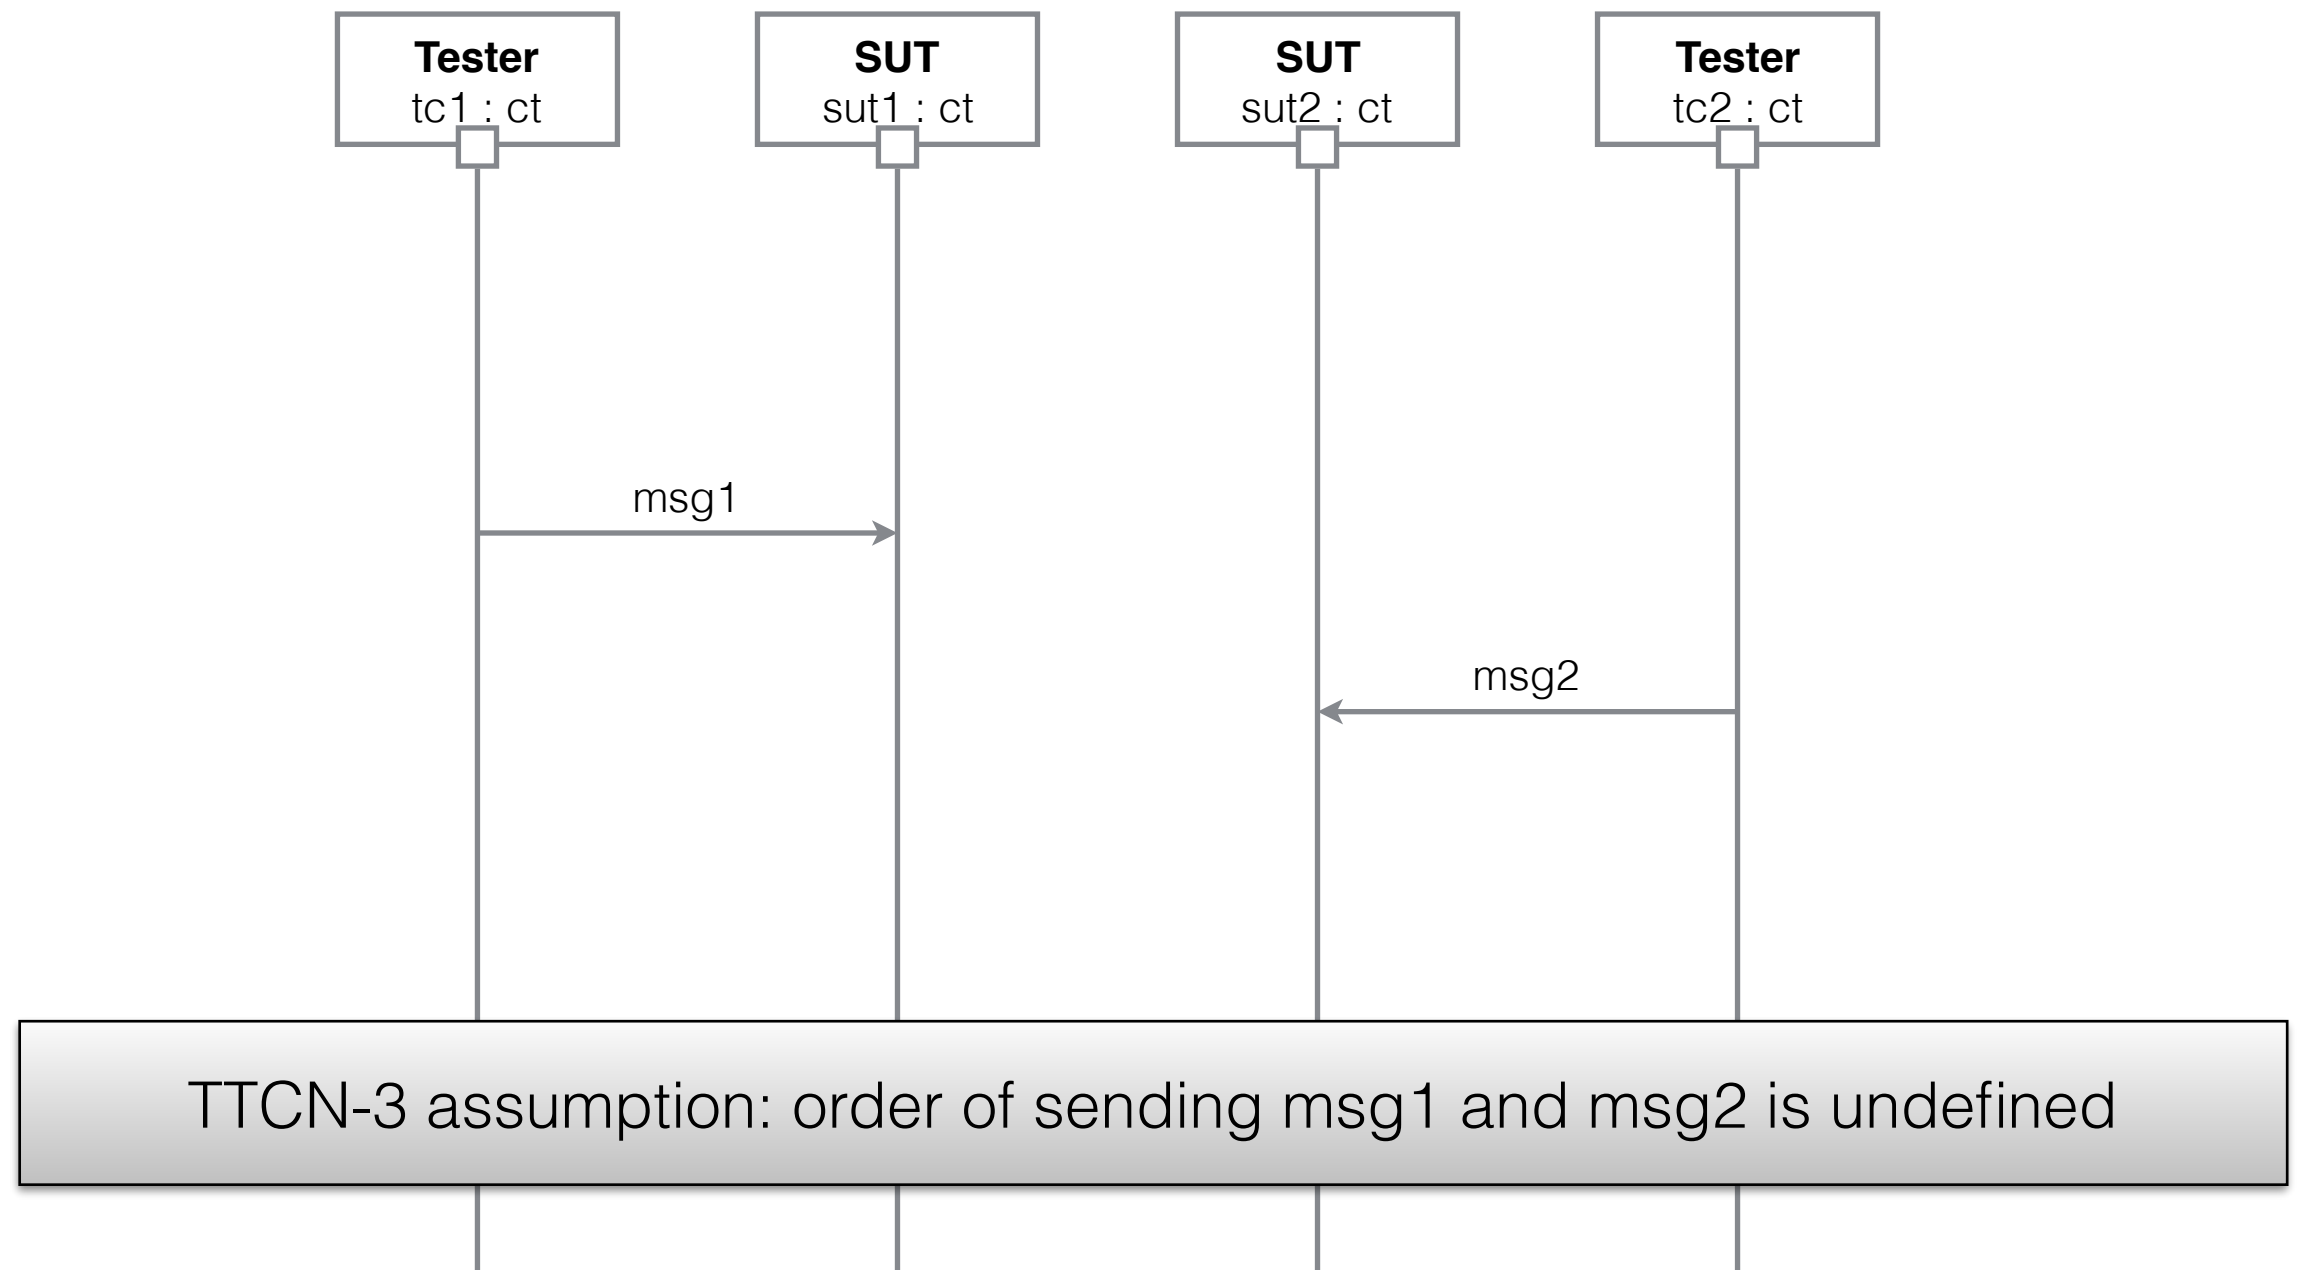 Tester
tc1 : ct
SUT
sut1 : ct
SUT
sut2 : ct
Tester
tc2 : ct
msg1
msg2
TTCN-3 assumption: order of sending msg1 and msg2 is undefined